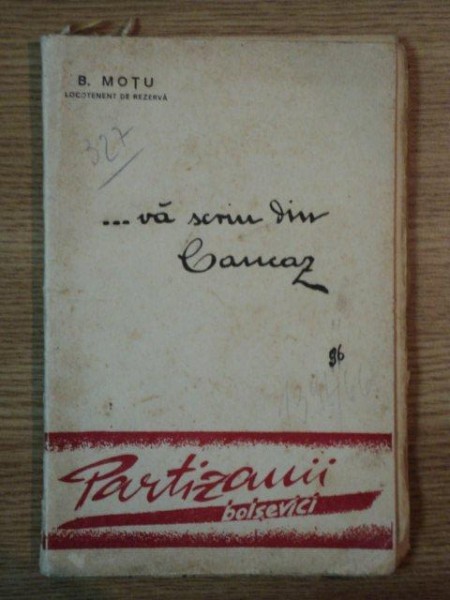 B. MOȚU
LOCOTENENT DE REZERVĂ
327
... vă scriu din
Caucaz
96
Partizanii
bolșevici